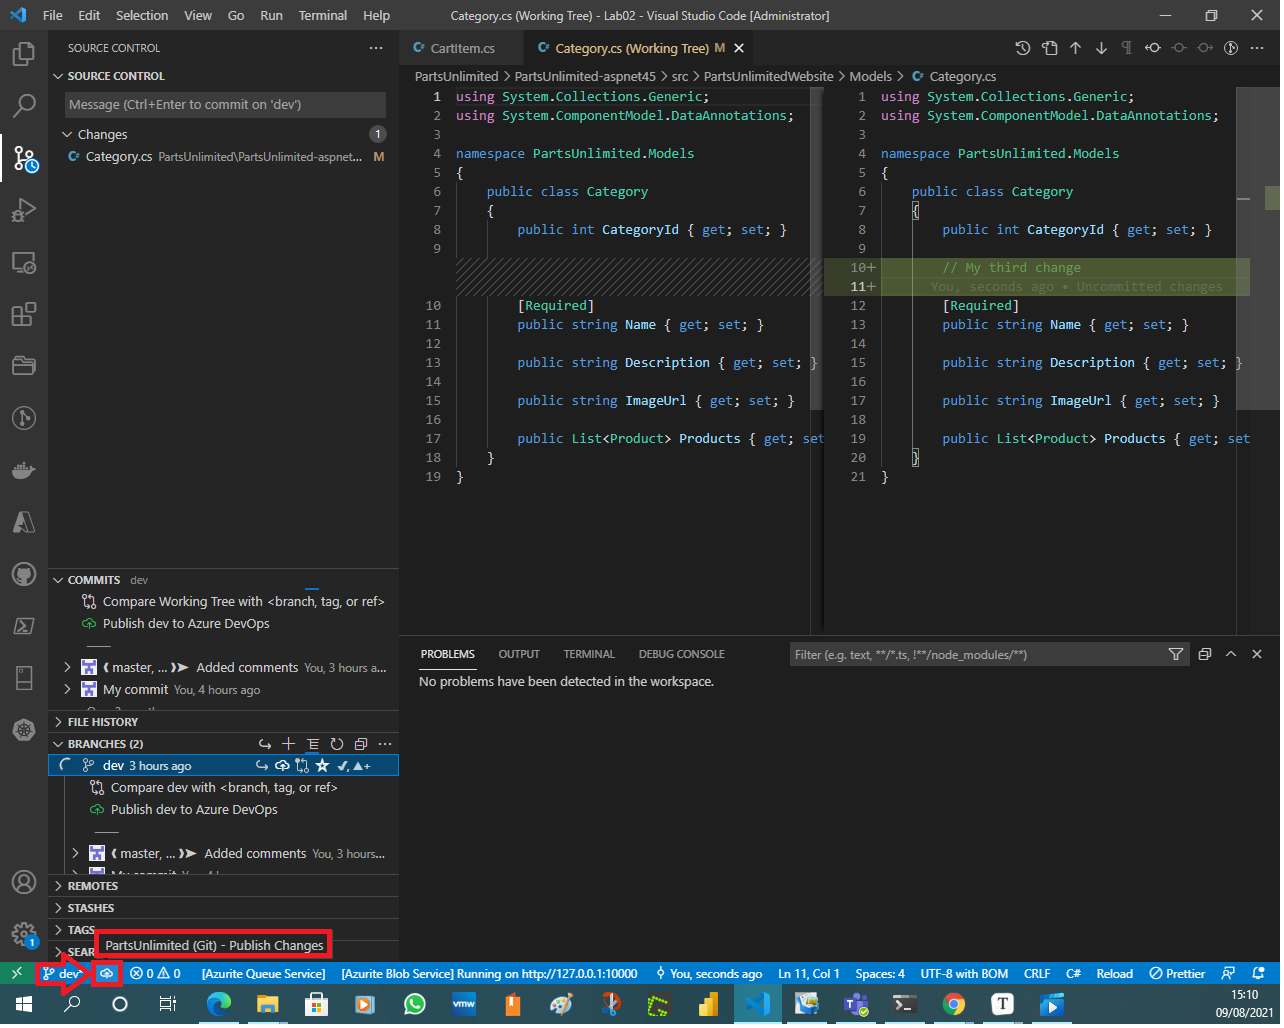 File Edit Selection View Go Run Terminal Help Category.cs (Working Tree) - Lab02 - Visual Studio Code [Administrator]
SOURCE CONTROL
SOURCE CONTROL
Message (Ctrl+Enter to commit on 'dev')
Changes 1
Category.cs PartsUnlimited\PartsUnlimited-aspnet... M
CartItem.cs Category.cs (Working Tree) M
PartsUnlimited > PartsUnlimited-aspnet45 > src > PartsUnlimitedWebsite > Models > Category.cs
1 using System.Collections.Generic;
2 using System.ComponentModel.DataAnnotations;
3
4 namespace PartsUnlimited.Models
5 {
6 public class Category
7 {
8 public int CategoryId { get; set; }
9
10 [Required]
11 public string Name { get; set; }
12
13 public string Description { get; set; }
14
15 public string ImageUrl { get; set; }
16
17 public List<Product> Products { get; set
18 }
19 }
1 using System.Collections.Generic;
2 using System.ComponentModel.DataAnnotations;
3
4 namespace PartsUnlimited.Models
5 {
6 public class Category
7 {
8 public int CategoryId { get; set; }
9
10+ // My third change
11+ You, seconds ago • Uncommitted changes
12 [Required]
13 public string Name { get; set; }
14
15 public string Description { get; set; }
16
17 public string ImageUrl { get; set; }
18
19 public List<Product> Products { get; set
20 }
21 }
COMMITS dev
Compare Working Tree with <branch, tag, or ref>
Publish dev to Azure DevOps
master, ... Added comments You, 3 hours a...
My commit You, 4 hours ago
FILE HISTORY
BRANCHES (2)
dev 3 hours ago
Compare dev with <branch, tag, or ref>
Publish dev to Azure DevOps
master, ... Added comments You, 3 hours...
My commit
REMOTES
STASHES
TAGS
SEAR
PartsUnlimited (Git) - Publish Changes
PROBLEMS OUTPUT TERMINAL DEBUG CONSOLE
Filter (e.g. text, **/*.ts, !**/node_modules/**)
No problems have been detected in the workspace.
dev 0 0 [Azurite Queue Service] [Azurite Blob Service] Running on http://127.0.0.1:10000 You, seconds ago Ln 11, Col 1 Spaces: 4 UTF-8 with BOM CRLF C# Reload Prettier
1
vmw
T
15:10
09/08/2021